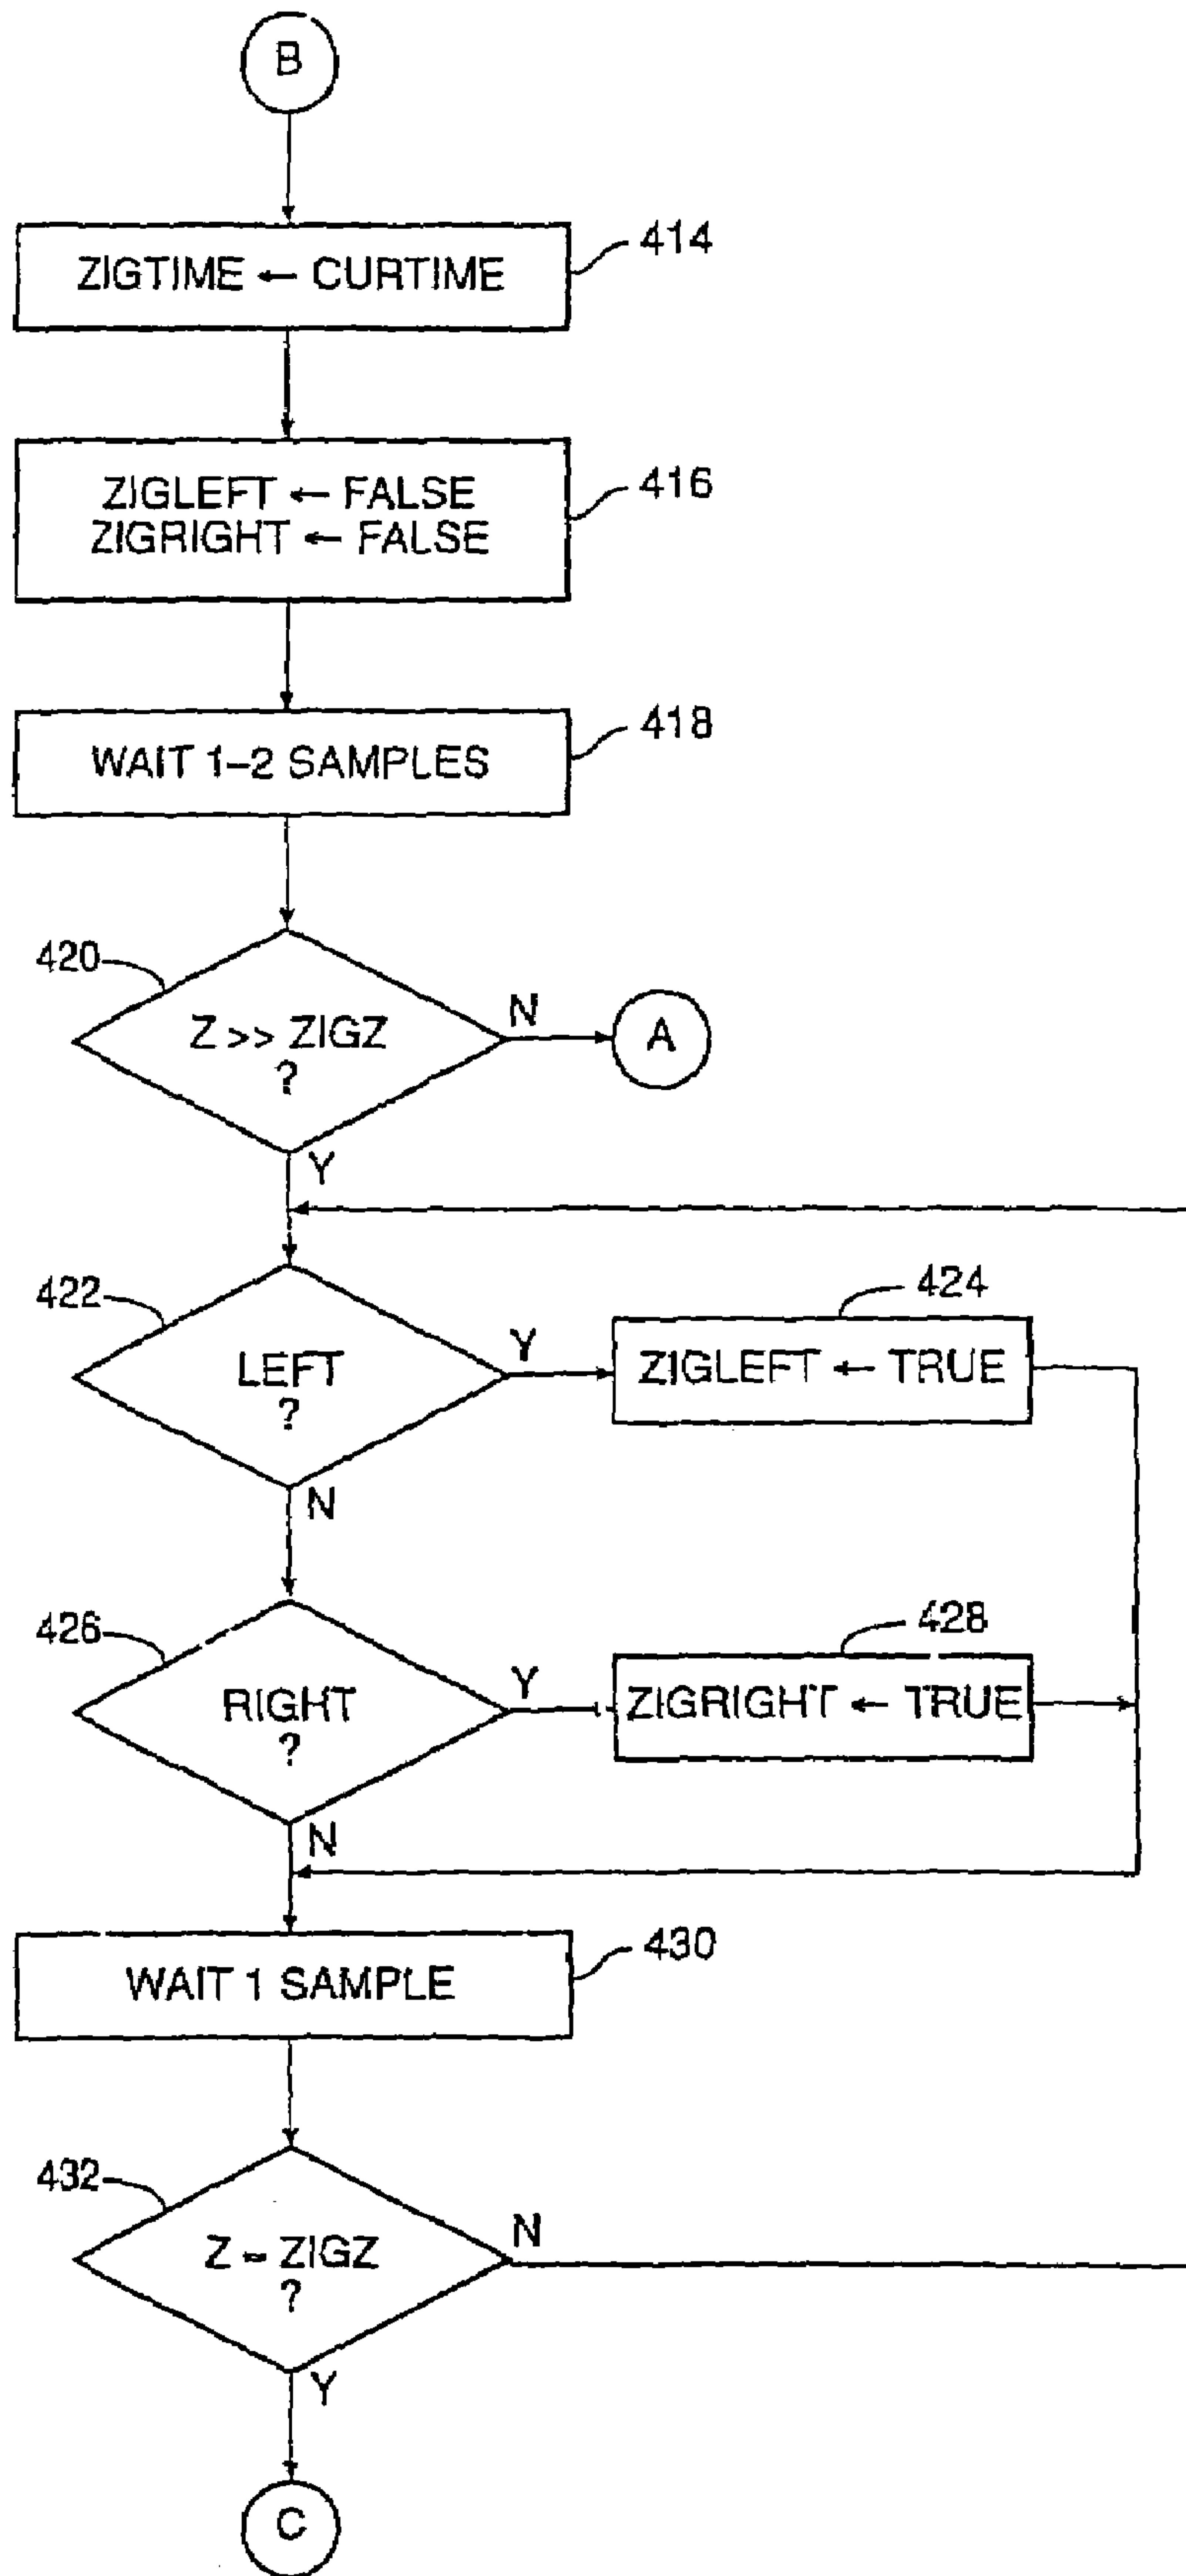 B
ZIGTIME ← CURTIME
414
ZIGLEFT ← FALSE
ZIGRIGHT ← FALSE
416
WAIT 1–2 SAMPLES
418
420
Z >> ZIGZ
?
N
A
Y
422
LEFT
?
Y
424
ZIGLEFT ← TRUE
N
426
RIGHT
?
Y
428
ZIGRIGHT ← TRUE
N
WAIT 1 SAMPLE
430
432
Z = ZIGZ
?
N
Y
C